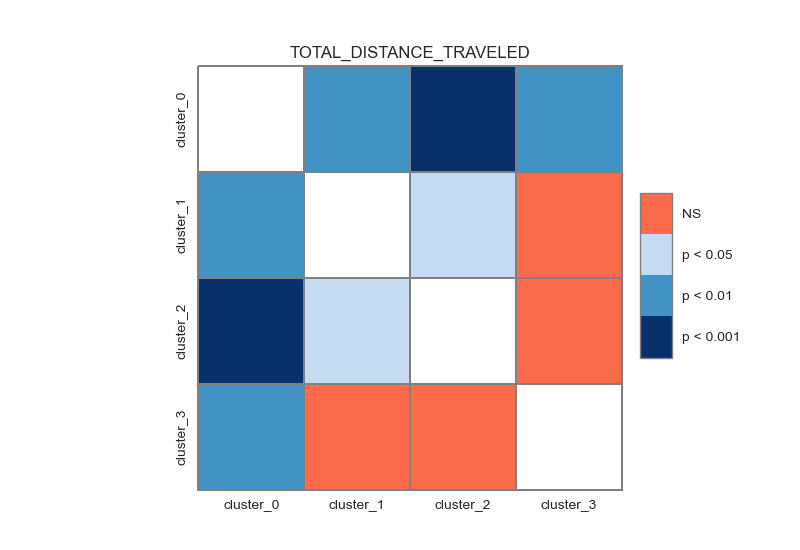 TOTAL_DISTANCE_TRAVELED
cluster_0
cluster_1
cluster_2
cluster_3
NS
p < 0.05
p < 0.01
p < 0.001
cluster_0
cluster_1
cluster_2
cluster_3